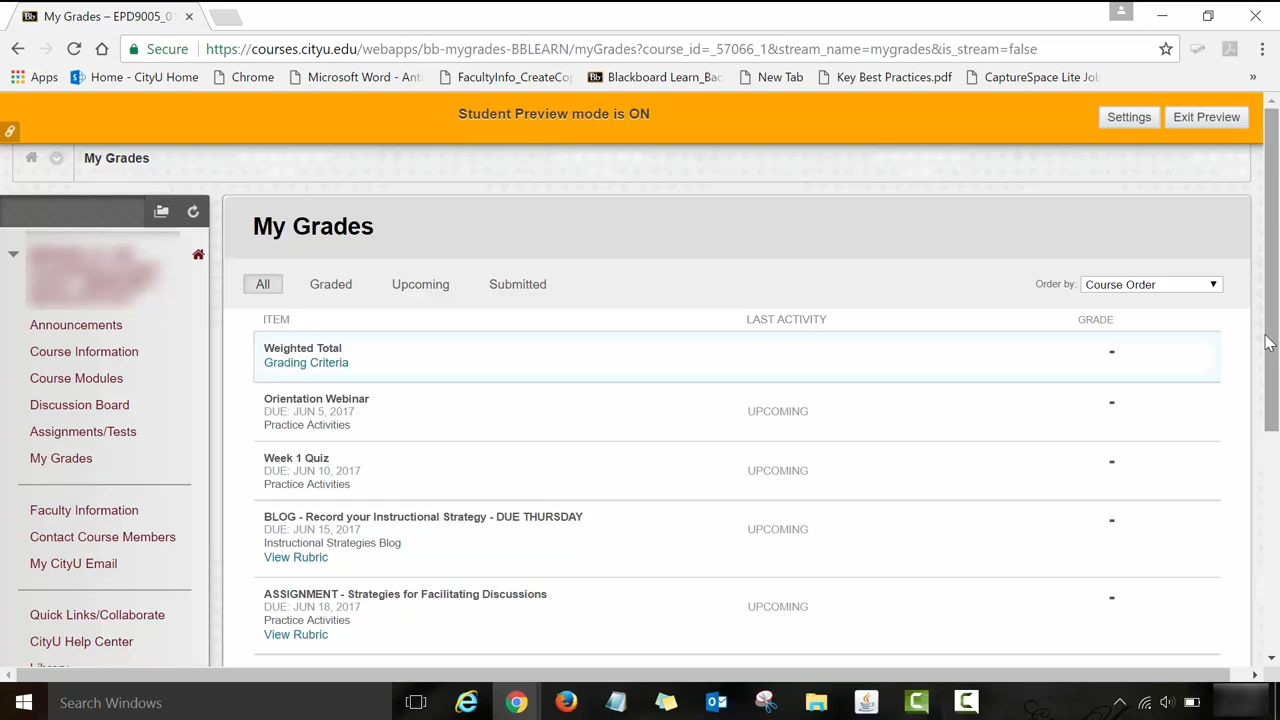 My Grades – EPD9005_0
Secure https://courses.cityu.edu/webapps/bb-mygrades-BBLEARN/myGrades?course_id=_57066_1&stream_name=mygrades&is_stream=false
Apps Home - CityU Home Chrome Microsoft Word - Anti FacultyInfo_CreateCop Blackboard Learn_Bas New Tab Key Best Practices.pdf CaptureSpace Lite Job »
Student Preview mode is ON
Settings Exit Preview
My Grades
My Grades
All Graded Upcoming Submitted
Order by: Course Order
ITEM LAST ACTIVITY GRADE
Weighted Total -
Grading Criteria
Orientation Webinar -
DUE: JUN 5, 2017 UPCOMING
Practice Activities
Week 1 Quiz -
DUE: JUN 10, 2017 UPCOMING
Practice Activities
BLOG - Record your Instructional Strategy - DUE THURSDAY -
DUE: JUN 15, 2017 UPCOMING
Instructional Strategies Blog
View Rubric
ASSIGNMENT - Strategies for Facilitating Discussions -
DUE: JUN 18, 2017 UPCOMING
Practice Activities
View Rubric
Announcements
Course Information
Course Modules
Discussion Board
Assignments/Tests
My Grades
Faculty Information
Contact Course Members
My CityU Email
Quick Links/Collaborate
CityU Help Center
Library
Search Windows